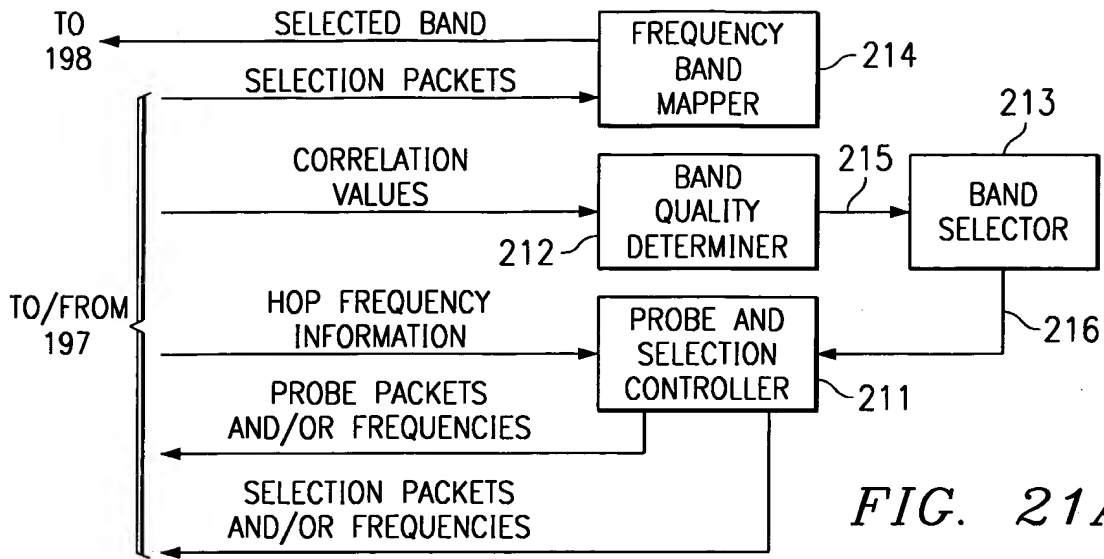 TO
198
SELECTED BAND
FREQUENCY
BAND
MAPPER
214
SELECTION PACKETS
CORRELATION
VALUES
BAND
QUALITY
DETERMINER
212
215
213
BAND
SELECTOR
TO/FROM
197
HOP FREQUENCY
INFORMATION
PROBE AND
SELECTION
CONTROLLER
211
216
PROBE PACKETS
AND/OR FREQUENCIES
SELECTION PACKETS
AND/OR FREQUENCIES
FIG. 21A